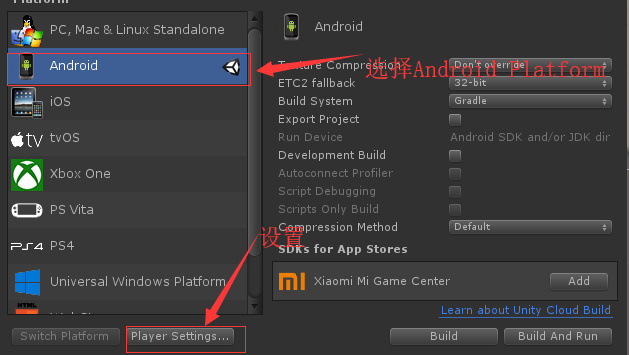 Platform
PC, Mac & Linux Standalone
Android
iOS
tvOS
Xbox One
PS Vita
PS4
Universal Windows Platform
HTML
Switch Platform
Player Settings...
设置
Android
Texture Compression
Don't override
选择Android Platform
ETC2 fallback
32-bit
Build System
Gradle
Export Project
Run Device
Android SDK and/or JDK dir
Development Build
Autoconnect Profiler
Script Debugging
Scripts Only Build
Compression Method
Default
SDKs for App Stores
Xiaomi Mi Game Center
Add
Learn about Unity Cloud Build
Build
Build And Run